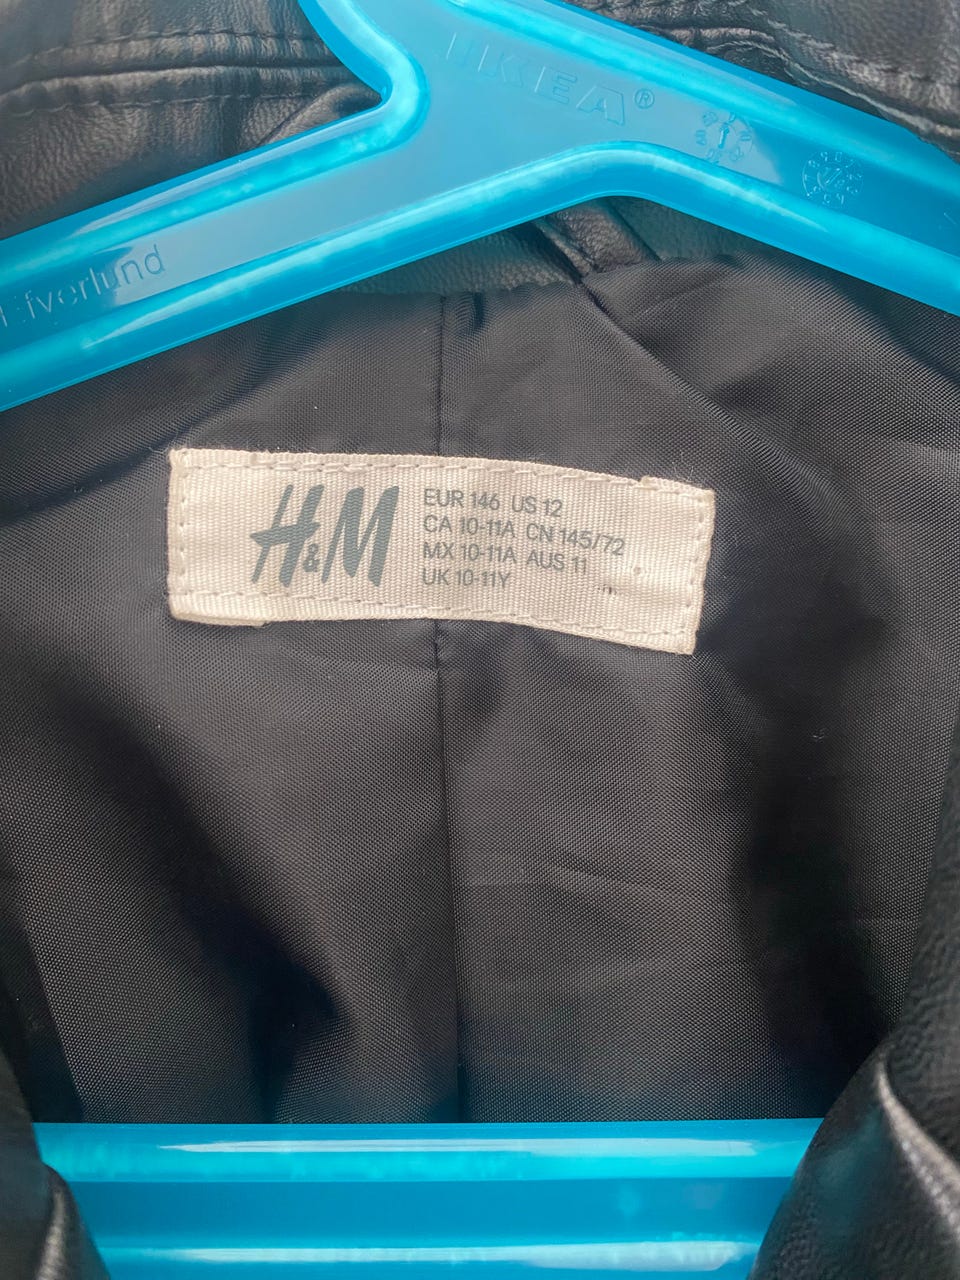 IKEA®
fverlund
H&M
EUR 146 US 12
CA 10-11A CN 145/72
MX 10-11A AUS 11
UK 10-11Y